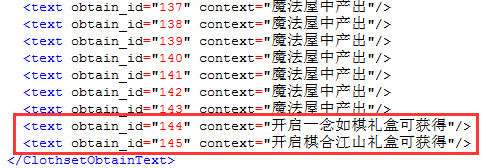 <text obtain_id="137" context="魔法屋中产出"/>
<text obtain_id="138" context="魔法屋中产出"/>
<text obtain_id="139" context="魔法屋中产出"/>
<text obtain_id="140" context="魔法屋中产出"/>
<text obtain_id="141" context="魔法屋中产出"/>
<text obtain_id="142" context="魔法屋中产出"/>
<text obtain_id="143" context="魔法屋中产出"/>
<text obtain_id="144" context="开启一念如棋礼盒可获得"/>
<text obtain_id="145" context="开启棋合江山礼盒可获得"/>
</ClothsetObtainText>